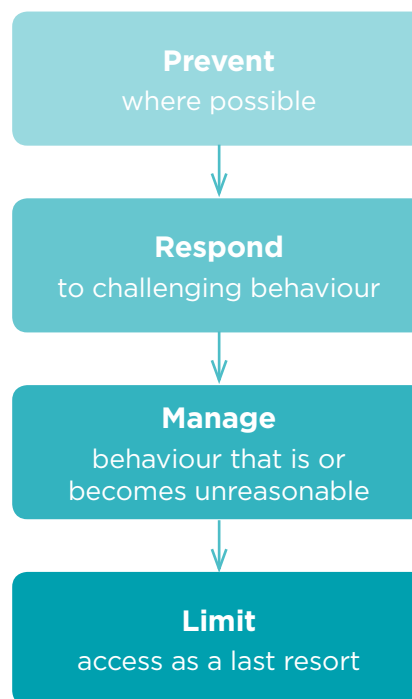 Prevent
where possible
Respond
to challenging behaviour
Manage
behaviour that is or
becomes unreasonable
Limit
access as a last resort